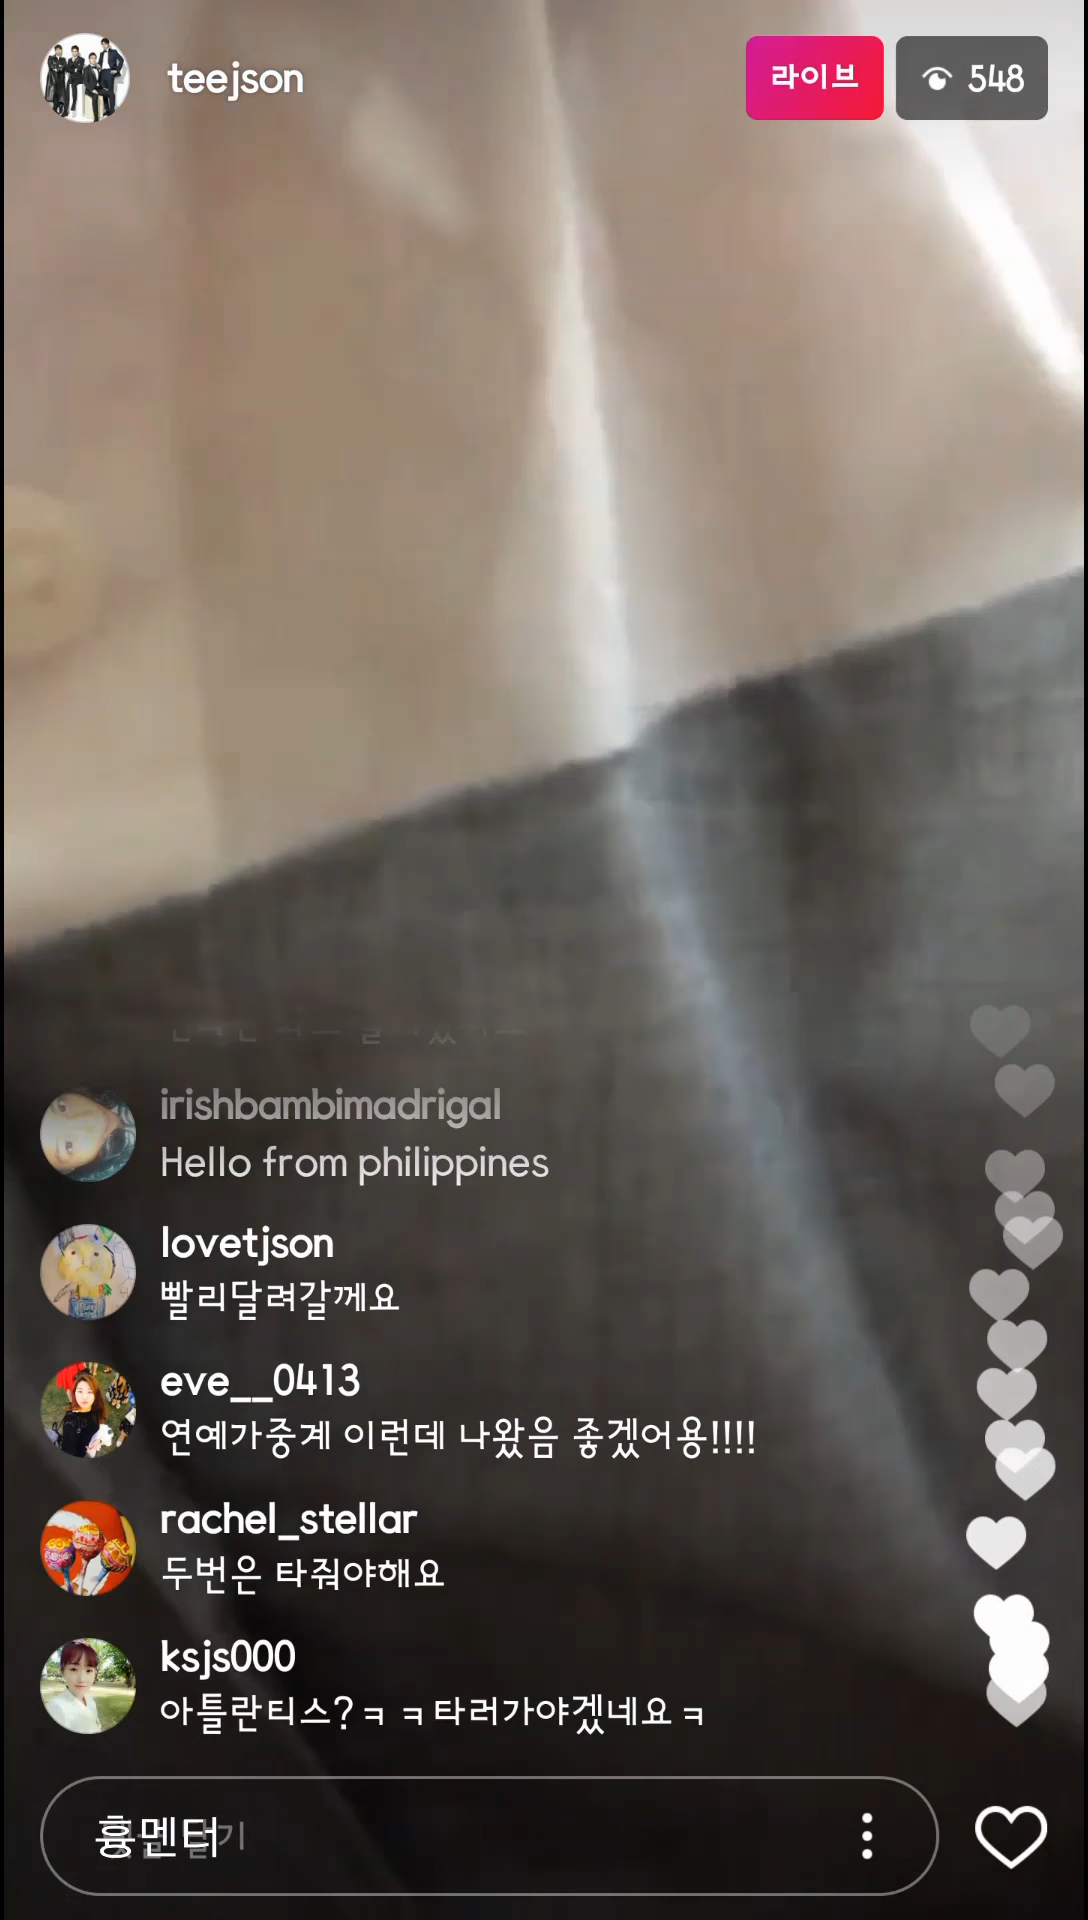 teejson
라이브
548
irishbambimadrigal
Hello from philippines
lovetjson
빨리달려갈께요
eve__0413
연예가중계 이런데 나왔음 좋겠어용!!!!
rachel_stellar
두번은 타줘야해요
ksjs000
아틀란티스?ㅋ ㅋ타러가야겠네요ㅋ
흥멘터